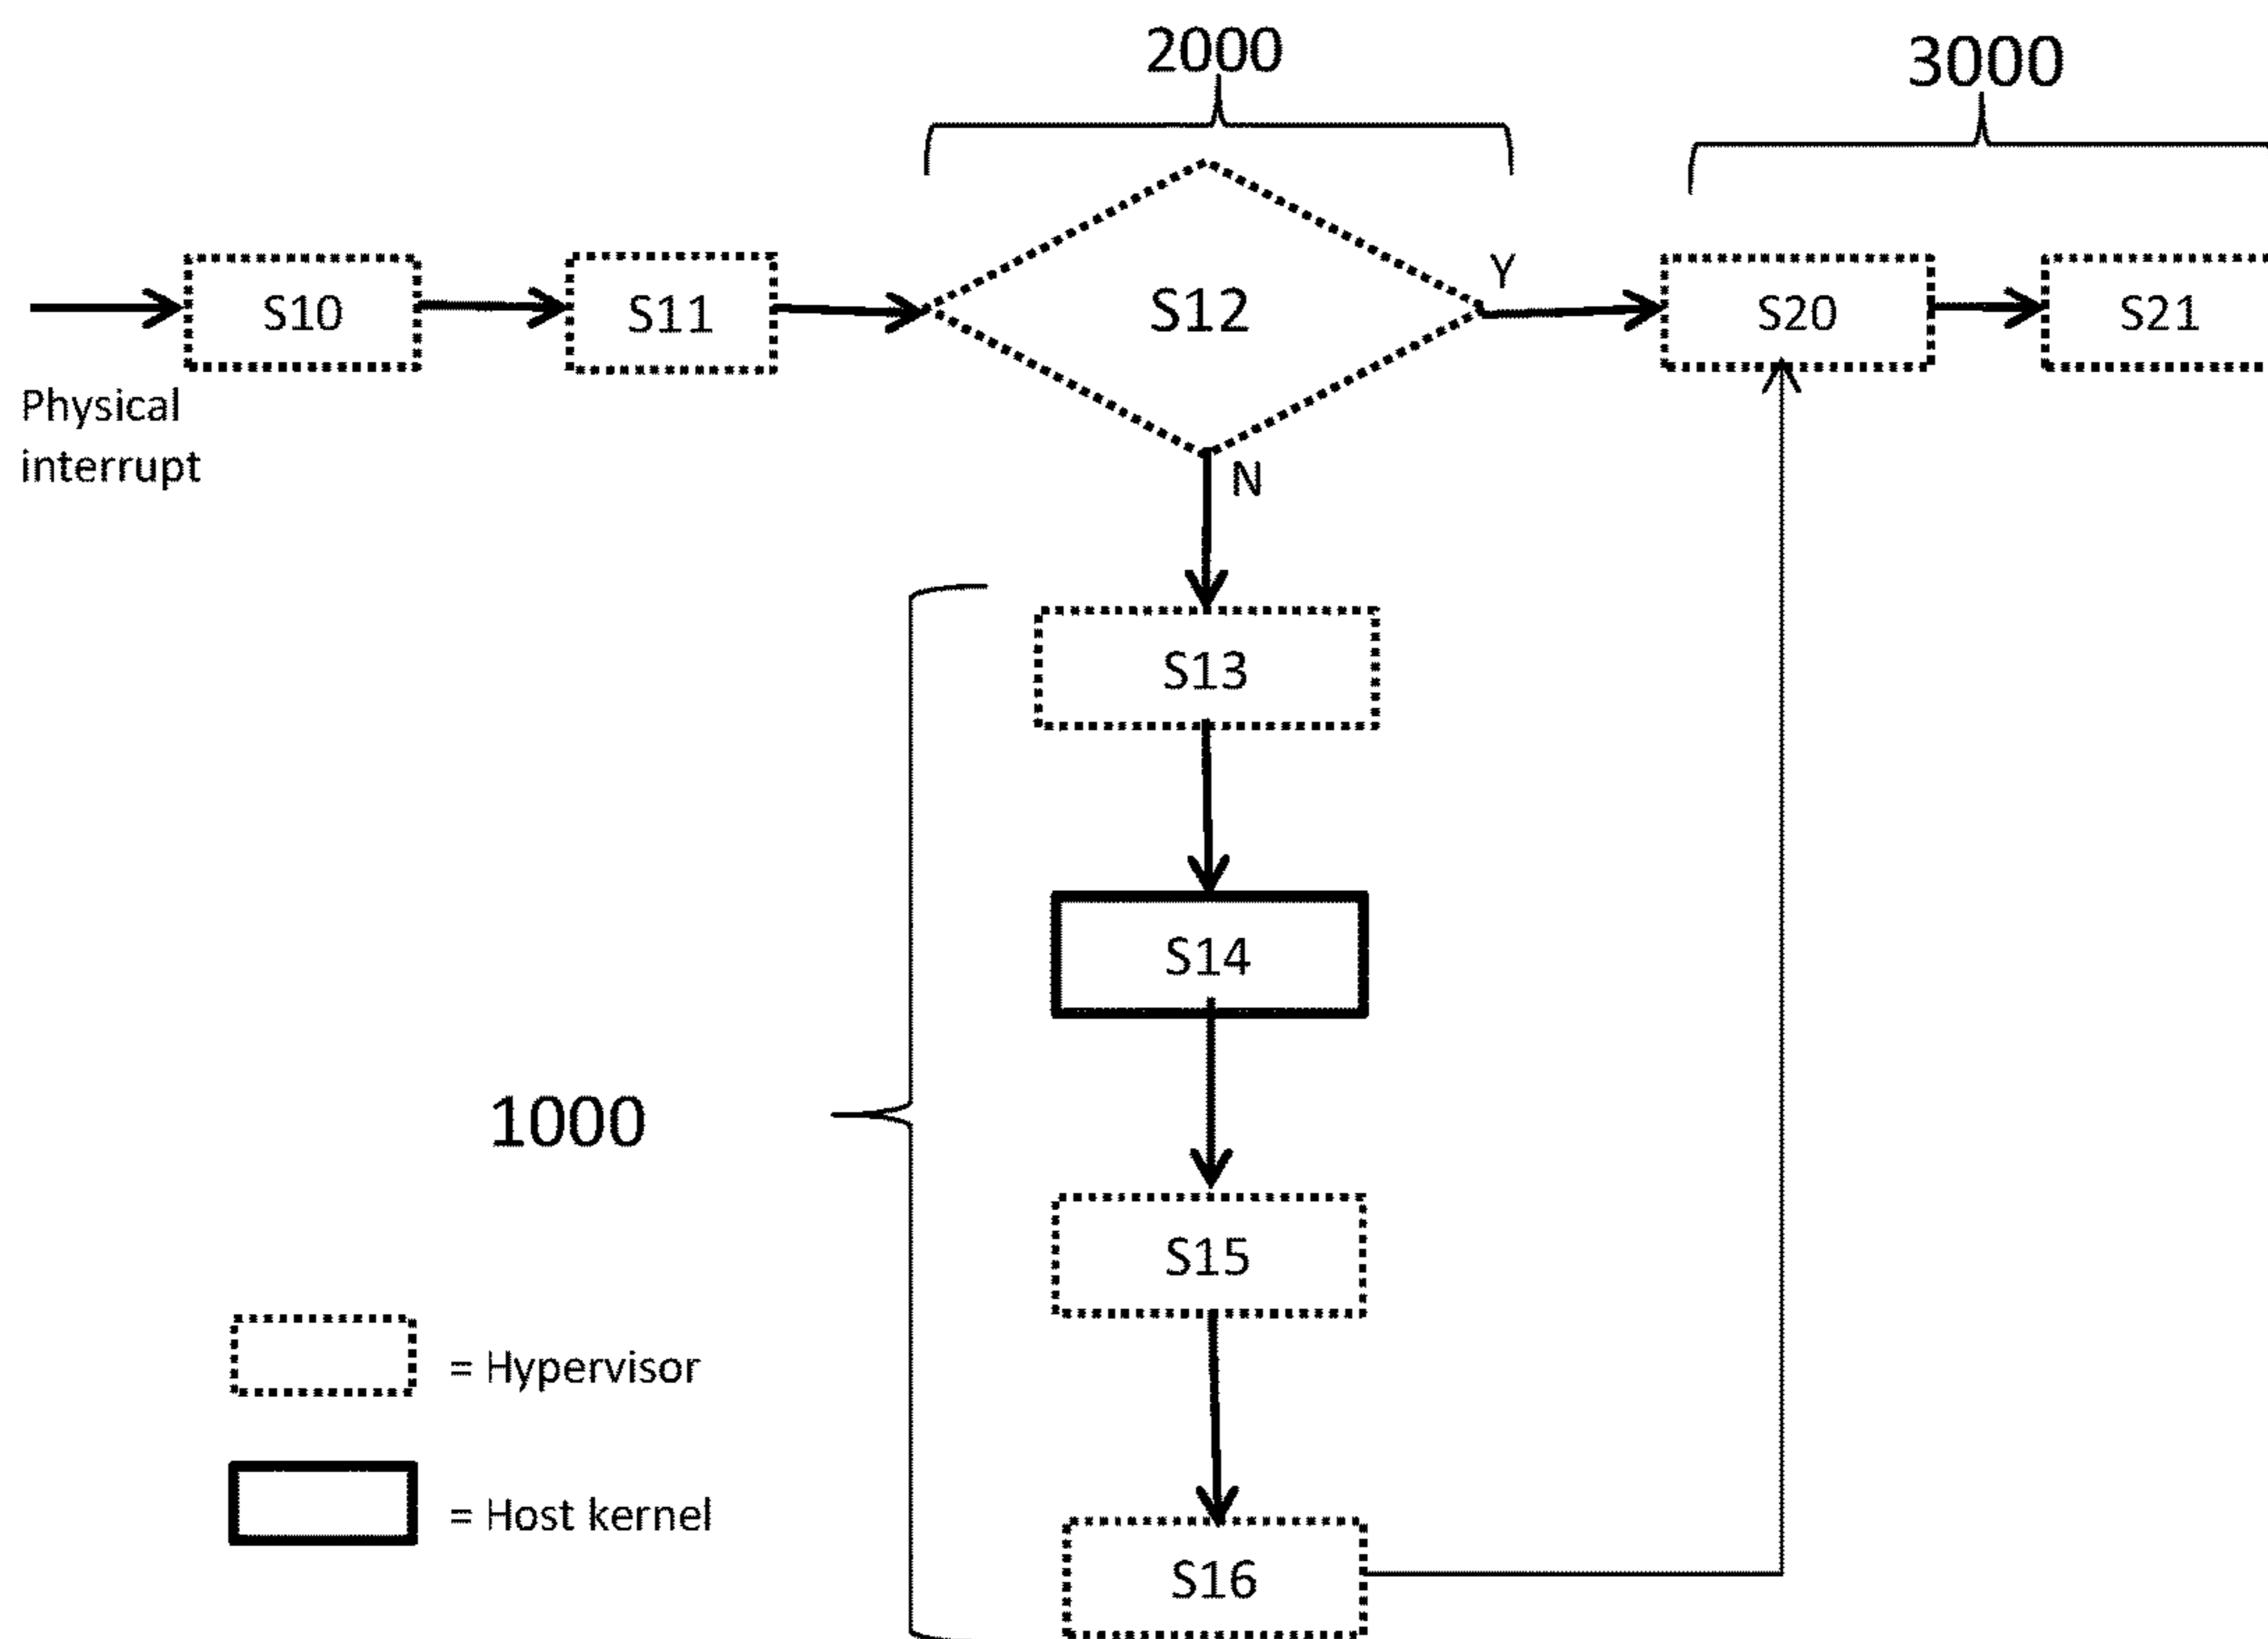 2000
3000
S10
S11
S12
Y
S20
S21
Physical
interrupt
N
S13
S14
1000
S15
= Hypervisor
= Host kernel
S16